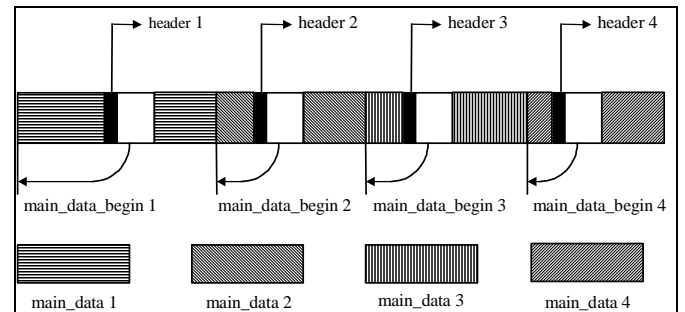 header 1
header 2
header 3
header 4
main_data_begin 1
main_data_begin 2
main_data_begin 3
main_data_begin 4
main_data 1
main_data 2
main_data 3
main_data 4